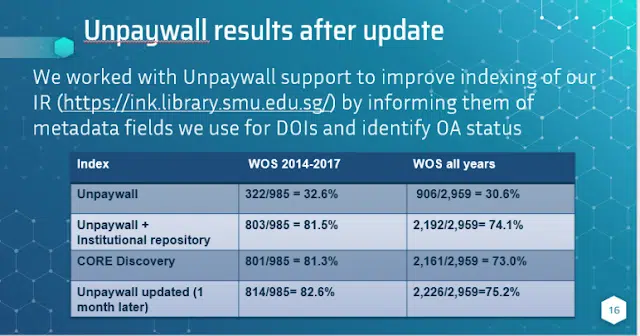 Unpaywall results after update
We worked with Unpaywall support to improve indexing of our
IR (https://ink.library.smu.edu.sg/) by informing them of
metadata fields we use for DOIs and identify OA status
Index WOS 2014-2017 WOS all years
Unpaywall 322/985 = 32.6% 906/2,959 = 30.6%
Unpaywall + 803/985 = 81.5% 2,192/2,959= 74.1%
Institutional repository
CORE Discovery 801/985 = 81.3% 2,161/2,959 = 73.0%
Unpaywall updated (1 814/985= 82.6% 2,226/2,959=75.2%
month later)
16